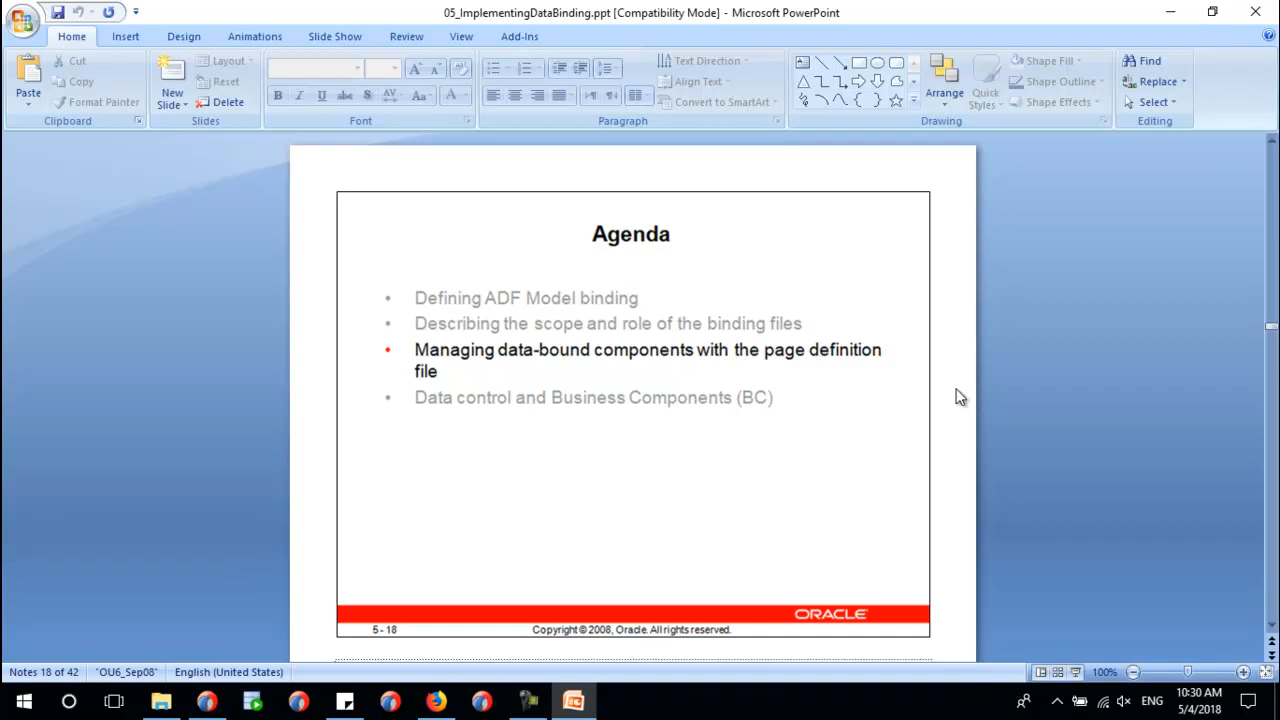 05_ImplementingDataBinding.ppt [Compatibility Mode] - Microsoft PowerPoint
Home Insert Design Slide Show Animations Review View Add-Ins
Paste
Cut
Copy
Format Painter
Clipboard
New Slide
Layout
Reset
Delete
Slides
B I U abc S AV Aa A
Font
Text Direction
Align Text
Convert to SmartArt
Paragraph
Arrange
Quick Styles
Shape Fill
Shape Outline
Shape Effects
Drawing
Find
Replace
Select
Editing
Agenda
• Defining ADF Model binding
• Describing the scope and role of the binding files
• Managing data-bound components with the page definition
file
• Data control and Business Components (BC)
ORACLE
5 - 18 Copyright © 2008, Oracle. All rights reserved.
Notes 18 of 42 "OU6_Sep08" English (United States) 100%
ENG
10:30 AM
5/4/2018